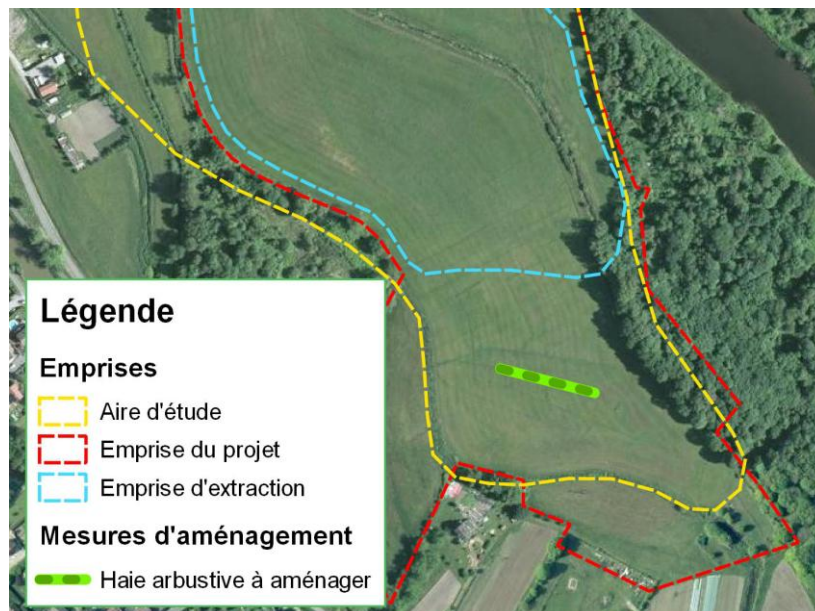 Légende
Emprises
Aire d'étude
Emprise du projet
Emprise d'extraction
Mesures d'aménagement
Haie arbustive à aménager